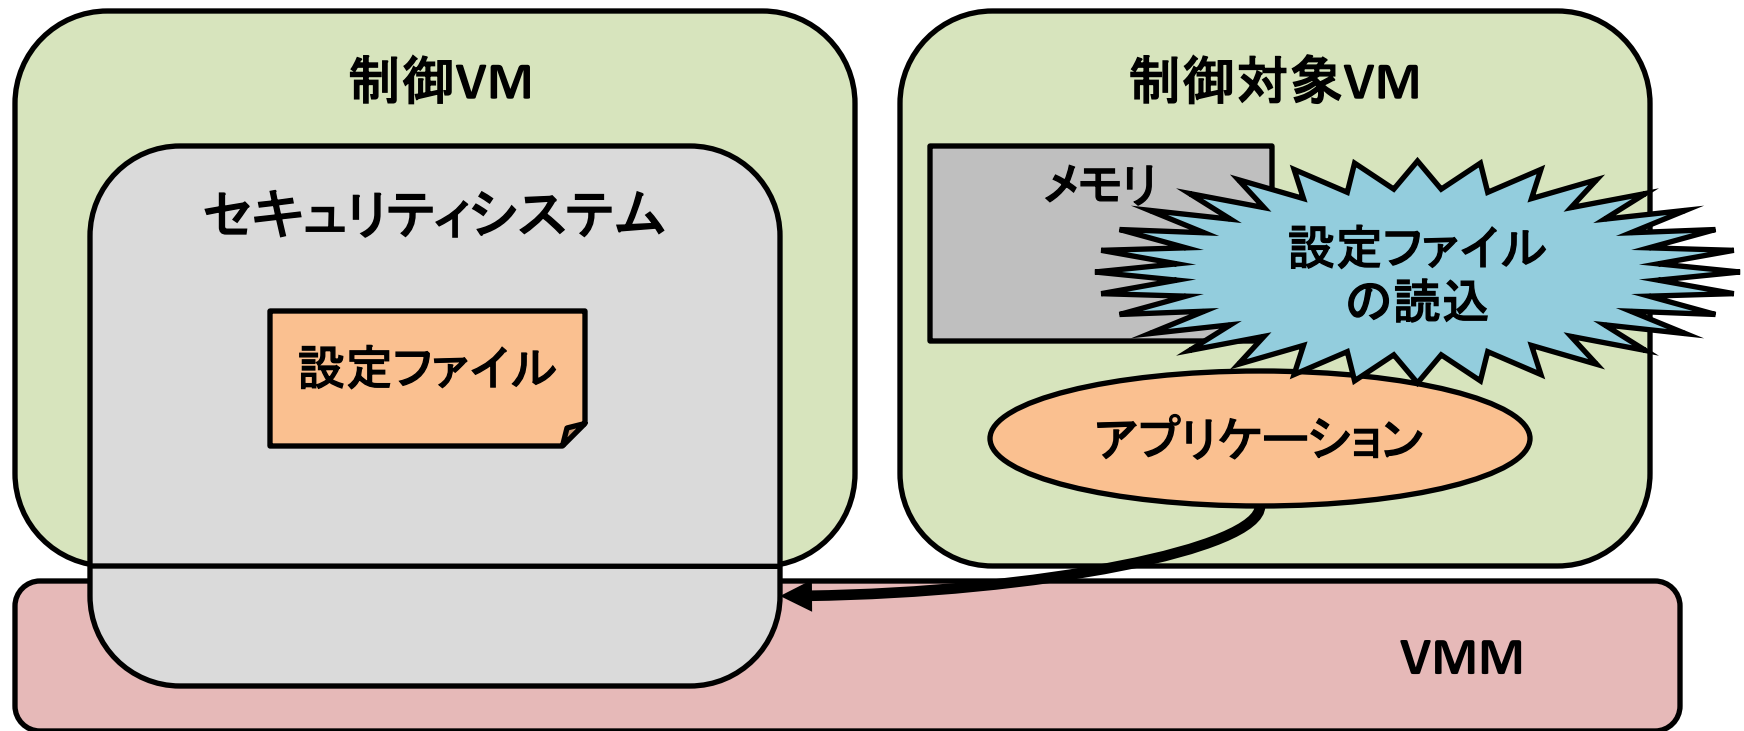 制御VM
セキュリティシステム
設定ファイル
制御対象VM
メモリ
設定ファイル
の読込
アプリケーション
VMM